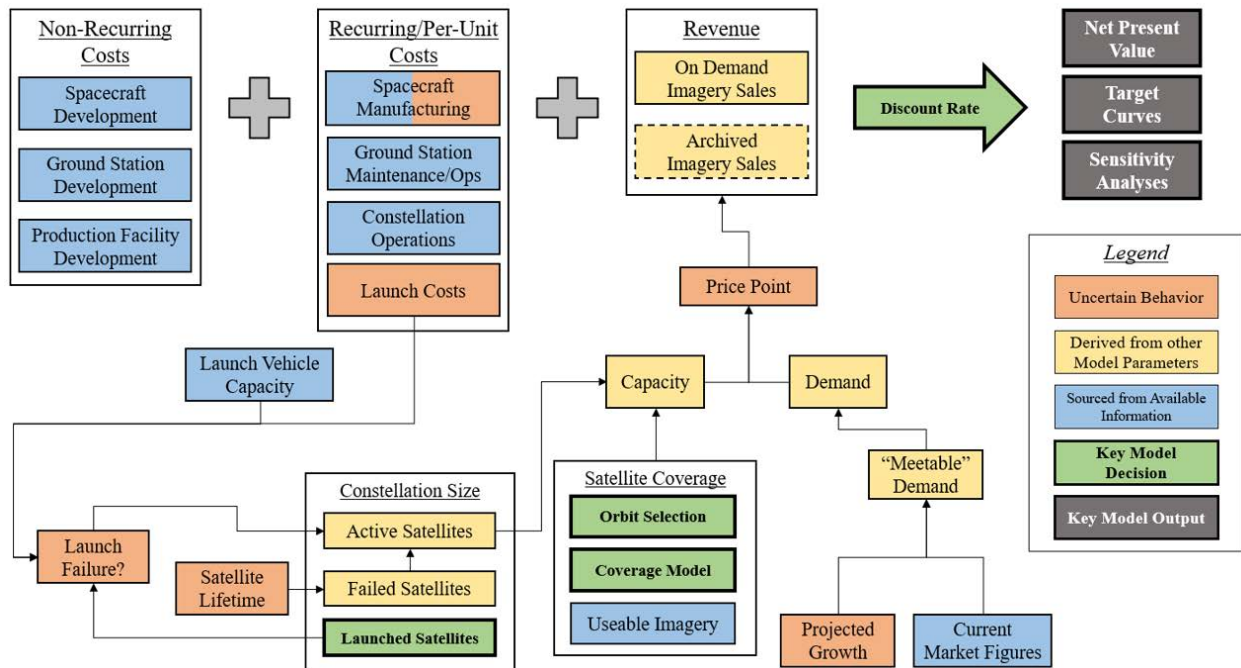 Non-Recurring
Costs
Spacecraft
Development
Ground Station
Development
Production Facility
Development
Recurring/Per-Unit
Costs
Spacecraft
Manufacturing
Ground Station
Maintenance/Ops
Constellation
Operations
Launch Costs
Revenue
On Demand
Imagery Sales
Archived
Imagery Sales
Discount Rate
Net Present
Value
Target
Curves
Sensitivity
Analyses
Legend
Uncertain Behavior
Derived from other
Model Parameters
Sourced from Available
Information
Key Model
Decision
Key Model Output
Price Point
Launch Vehicle
Capacity
Capacity
Demand
"Meetable"
Demand
Constellation Size
Active Satellites
Failed Satellites
Launched Satellites
Launch
Failure?
Satellite
Lifetime
Satellite Coverage
Orbit Selection
Coverage Model
Useable Imagery
Projected
Growth
Current
Market Figures